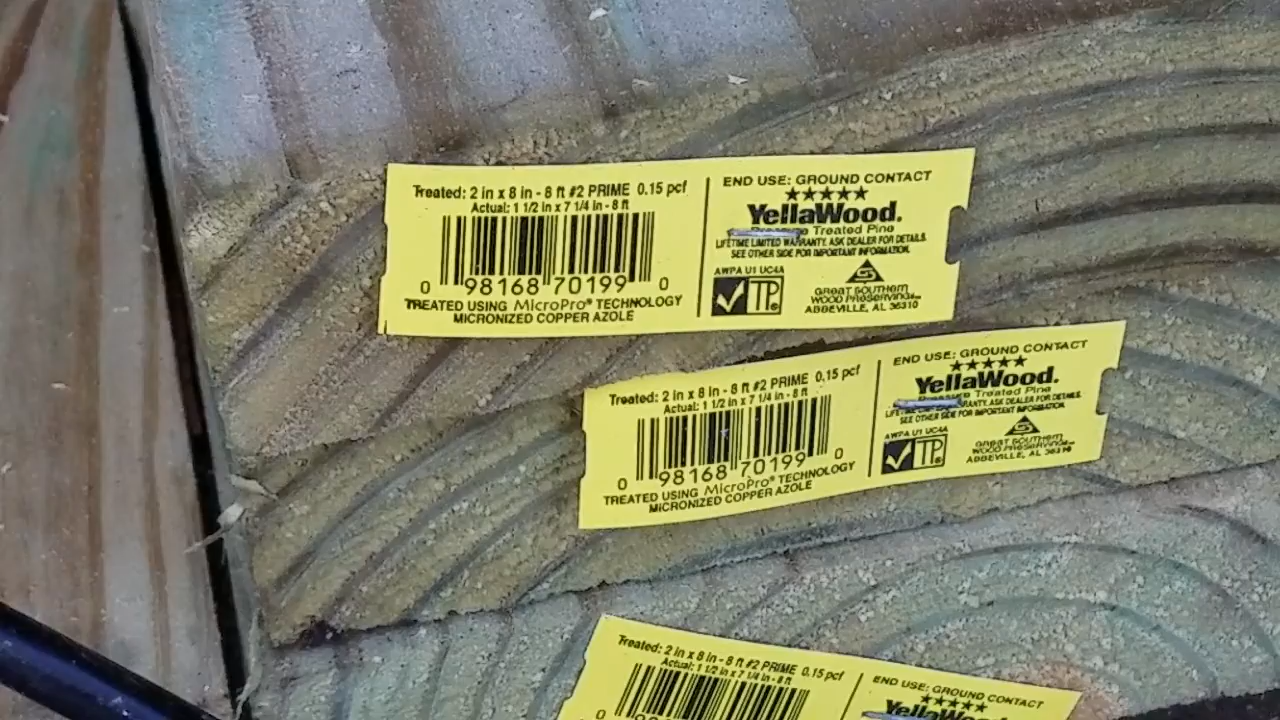 Treated: 2 in x 8 in - 8 ft #2 PRIME 0.15 pcf
Actual: 1 1/2 in x 7 1/4 in - 8 ft
0 98168 70199 0
TREATED USING MicroPro® TECHNOLOGY
MICRONIZED COPPER AZOLE
END USE: GROUND CONTACT
★★★★★
YellaWood.
Treated Pine
LIFETIME LIMITED WARRANTY. ASK DEALER FOR DETAILS.
SEE OTHER SIDE FOR IMPORTANT INFORMATION.
AWPA U1 UC4A
TP®
GS
GREAT SOUTHERN
WOOD PRESERVING
ABBEVILLE, AL 36310
Treated: 2 in x 8 in - 8 ft #2 PRIME 0.15 pcf
Actual: 1 1/2 in x 7 1/4 in - 8 ft
0 98168 70199 0
TREATED USING MicroPro® TECHNOLOGY
MICRONIZED COPPER AZOLE
END USE: GROUND CONTACT
★★★★★
YellaWood.
Treated Pine
ASK DEALER FOR DETAILS.
SEE OTHER SIDE FOR IMPORTANT INFORMATION.
AWPA U1 UC4A
TP®
GS
GREAT SOUTHERN
WOOD PRESERVING
ABBEVILLE, AL 36310
Treated: 2 in x 8 in - 8 ft #2 PRIME 0.15 pcf
Actual: 1 1/2 in x 7 1/4 in - 8 ft
0
END USE: GROUND CONTACT
★★★★★
YellaWood